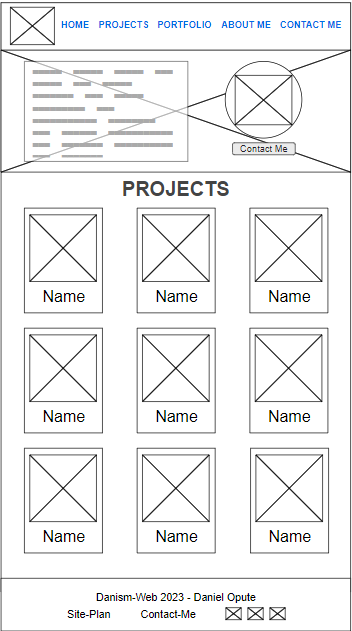 HOME PROJECTS PORTFOLIO ABOUT ME CONTACT ME
Contact Me
PROJECTS
Name Name Name
Name Name Name
Name Name Name
Danism-Web 2023 - Daniel Opute
Site-Plan Contact-Me